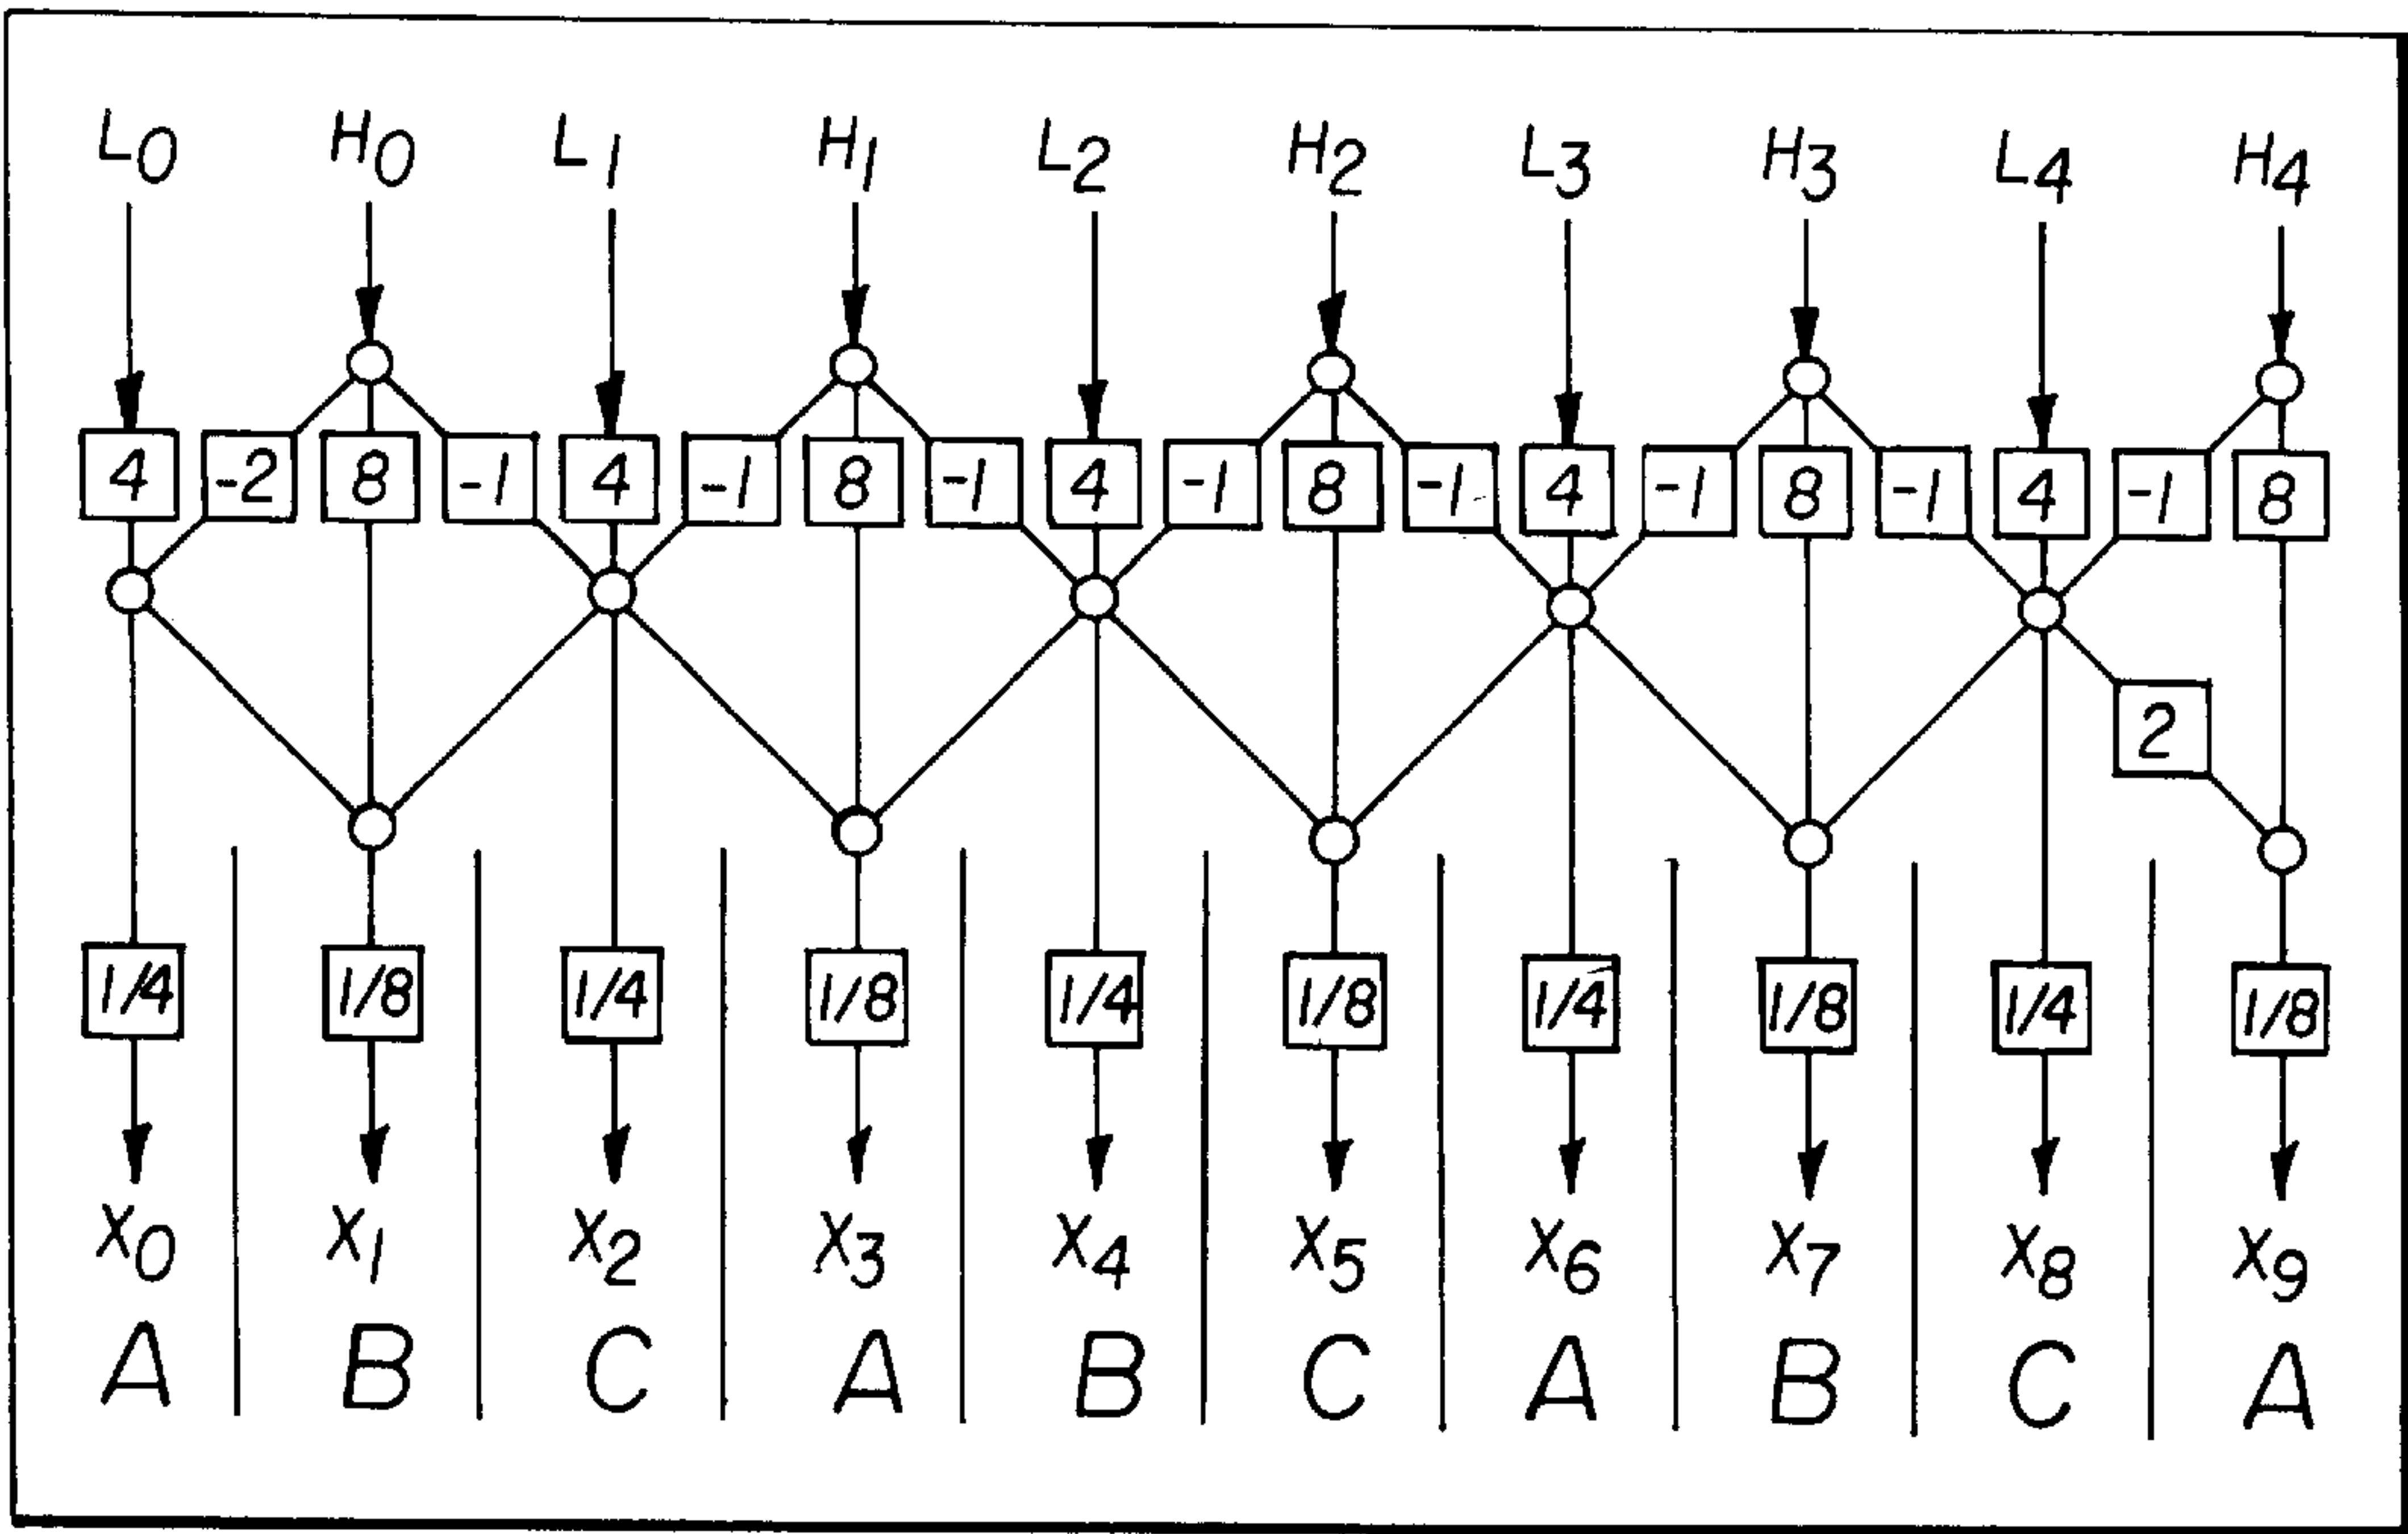 L0 H0 L1 H1 L2 H2 L3 H3 L4 H4
4 -2 8 -1 4 -1 8 -1 4 -1 8 -1 4 -1 8 -1 4 -1 8
2
1/4 1/8 1/4 1/8 1/4 1/8 1/4 1/8 1/4 1/8
X0 X1 X2 X3 X4 X5 X6 X7 X8 X9
A B C A B C A B C A